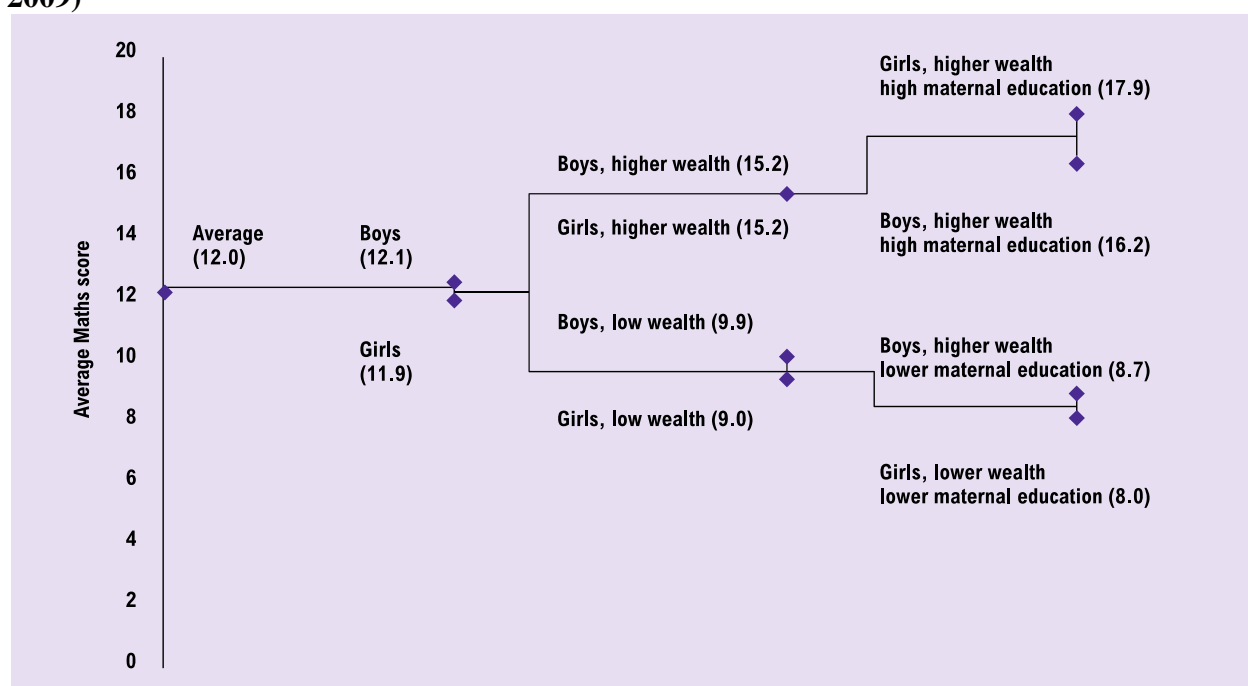 2009)
20
18
16
14
12
10
8
6
4
2
0
Average Maths score
Average
(12.0)
Boys
(12.1)
Girls
(11.9)
Boys, higher wealth (15.2)
Girls, higher wealth (15.2)
Boys, low wealth (9.9)
Girls, low wealth (9.0)
Girls, higher wealth
high maternal education (17.9)
Boys, higher wealth
high maternal education (16.2)
Boys, higher wealth
lower maternal education (8.7)
Girls, lower wealth
lower maternal education (8.0)